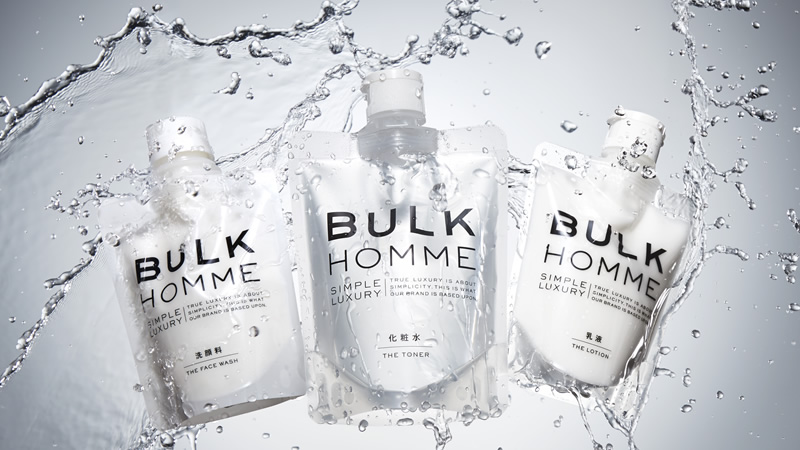 BULK
HOMME
SIMPLE
LUXURY
TRUE LUXURY IS ABOUT
SIMPLICITY. THIS IS WHAT
OUR BRAND IS BASED UPON.
洗顔料
THE FACE WASH
BULK
HOMME
SIMPLE
LUXURY
TRUE LUXURY IS ABOUT
SIMPLICITY. THIS IS WHAT
OUR BRAND IS BASED UPON.
化粧水
THE TONER
BULK
HOMME
SIMPLE
LUXURY
TRUE LUXURY IS ABOUT
SIMPLICITY. THIS IS WHAT
OUR BRAND IS BASED UPON.
乳液
THE LOTION